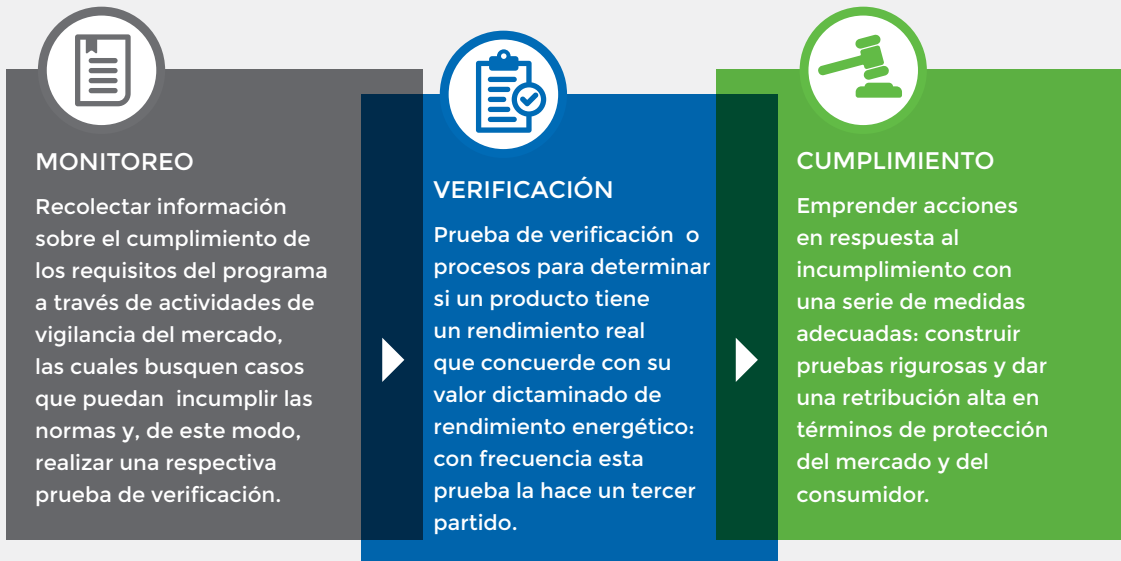 MONITOREO
Recolectar información
sobre el cumplimiento de
los requisitos del programa
a través de actividades de
vigilancia del mercado,
las cuales busquen casos
que puedan incumplir las
normas y, de este modo,
realizar una respectiva
prueba de verificación.
VERIFICACIÓN
Prueba de verificación o
procesos para determinar
si un producto tiene
un rendimiento real
que concuerde con su
valor dictaminado de
rendimiento energético:
con frecuencia esta
prueba la hace un tercer
partido.
CUMPLIMIENTO
Emprender acciones
en respuesta al
incumplimiento con
una serie de medidas
adecuadas: construir
pruebas rigurosas y dar
una retribución alta en
términos de protección
del mercado y del
consumidor.